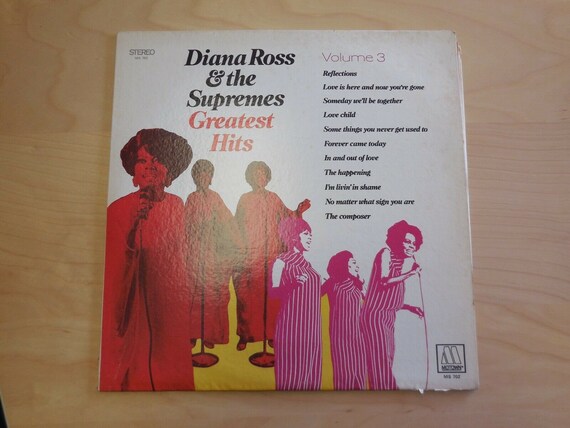 STEREO
Diana Ross
& the
Supremes
Greatest
Hits
Volume 3
Reflections
Love is here and now you're gone
Someday we'll be together
Love child
Some things you never get used to
Forever came today
In and out of love
The happening
I'm livin' in shame
No matter what sign you are
The composer
M
MOTOWN
MS 702